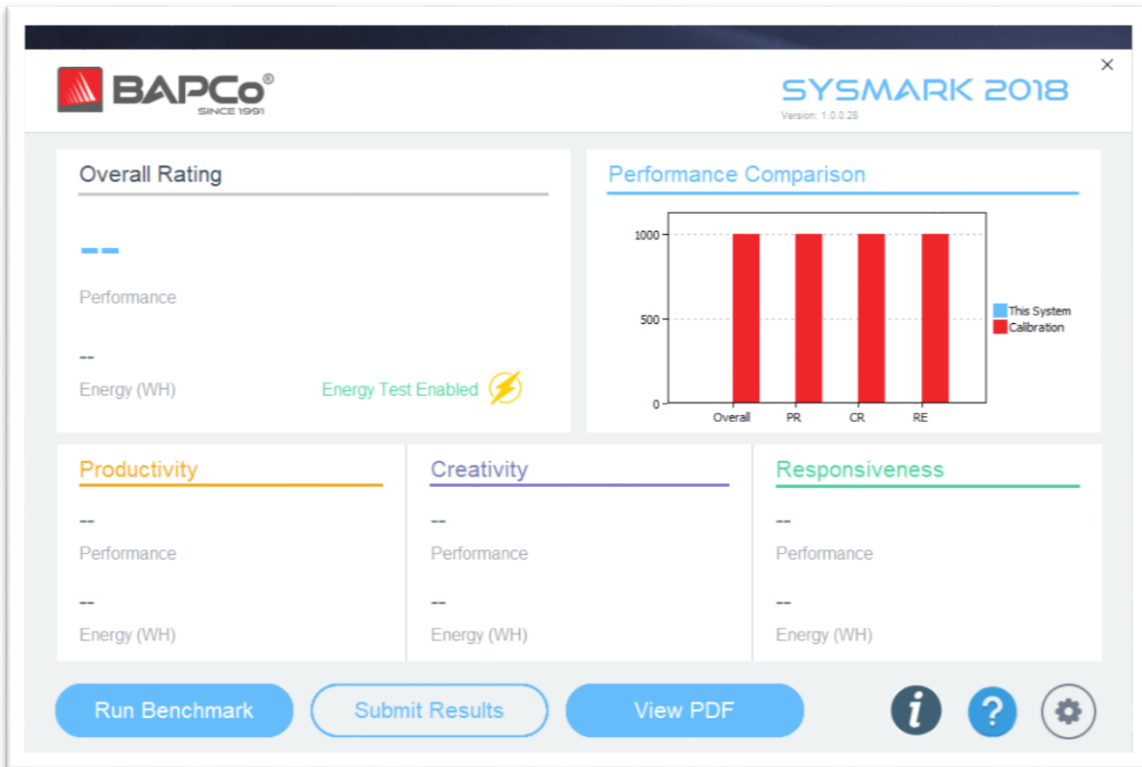 BAPCo®
SINCE 1991
SYSMARK 2018
Version: 1.0.0.28
Overall Rating
--
Performance
--
Energy (WH)
Energy Test Enabled
Performance Comparison
1000
500
0
Overall PR CR RE
This System
Calibration
Productivity
--
Performance
--
Energy (WH)
Creativity
--
Performance
--
Energy (WH)
Responsiveness
--
Performance
--
Energy (WH)
Run Benchmark
Submit Results
View PDF
i
?